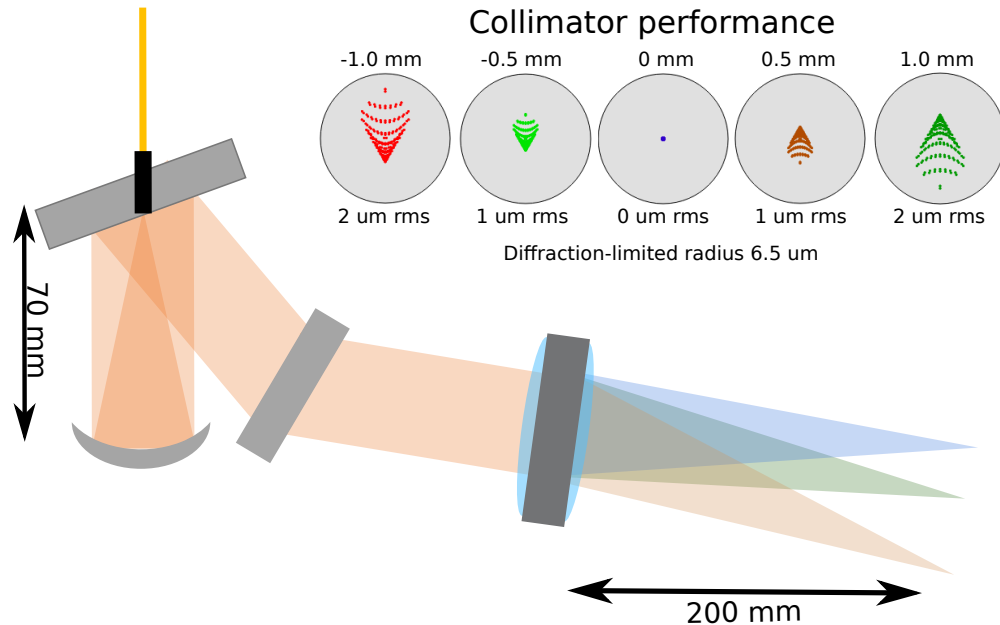 Collimator performance
-1.0 mm -0.5 mm 0 mm 0.5 mm 1.0 mm
2 um rms 1 um rms 0 um rms 1 um rms 2 um rms
Diffraction-limited radius 6.5 um
70 mm
200 mm